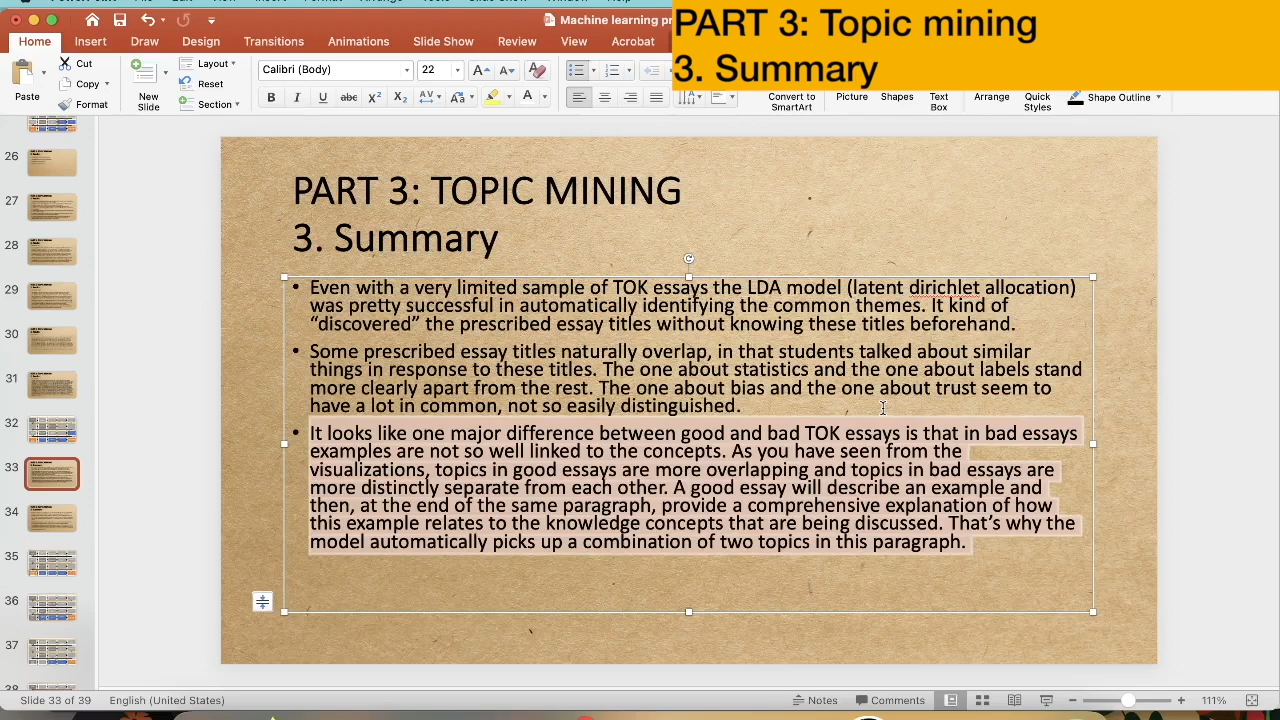 Machine learning pr
PART 3: Topic mining
3. Summary
Home Insert Draw Design Transitions Animations Slide Show Review View Acrobat
Paste
Cut
Copy
Format
New
Slide
Layout
Reset
Section
Calibri (Body) 22
B I U abc X² X₂ AV Aa A
Convert to
SmartArt
Picture
Shapes
Text
Box
Arrange
Quick
Styles
Shape Outline
26
27
28
29
30
31
32
33
34
35
36
37
38
PART 3: TOPIC MINING
3. Summary
• Even with a very limited sample of TOK essays the LDA model (latent dirichlet allocation)
was pretty successful in automatically identifying the common themes. It kind of
“discovered” the prescribed essay titles without knowing these titles beforehand.
• Some prescribed essay titles naturally overlap, in that students talked about similar
things in response to these titles. The one about statistics and the one about labels stand
more clearly apart from the rest. The one about bias and the one about trust seem to
have a lot in common, not so easily distinguished.
• It looks like one major difference between good and bad TOK essays is that in bad essays
examples are not so well linked to the concepts. As you have seen from the
visualizations, topics in good essays are more overlapping and topics in bad essays are
more distinctly separate from each other. A good essay will describe an example and
then, at the end of the same paragraph, provide a comprehensive explanation of how
this example relates to the knowledge concepts that are being discussed. That’s why the
model automatically picks up a combination of two topics in this paragraph.
Slide 33 of 39 English (United States) Notes Comments 111%